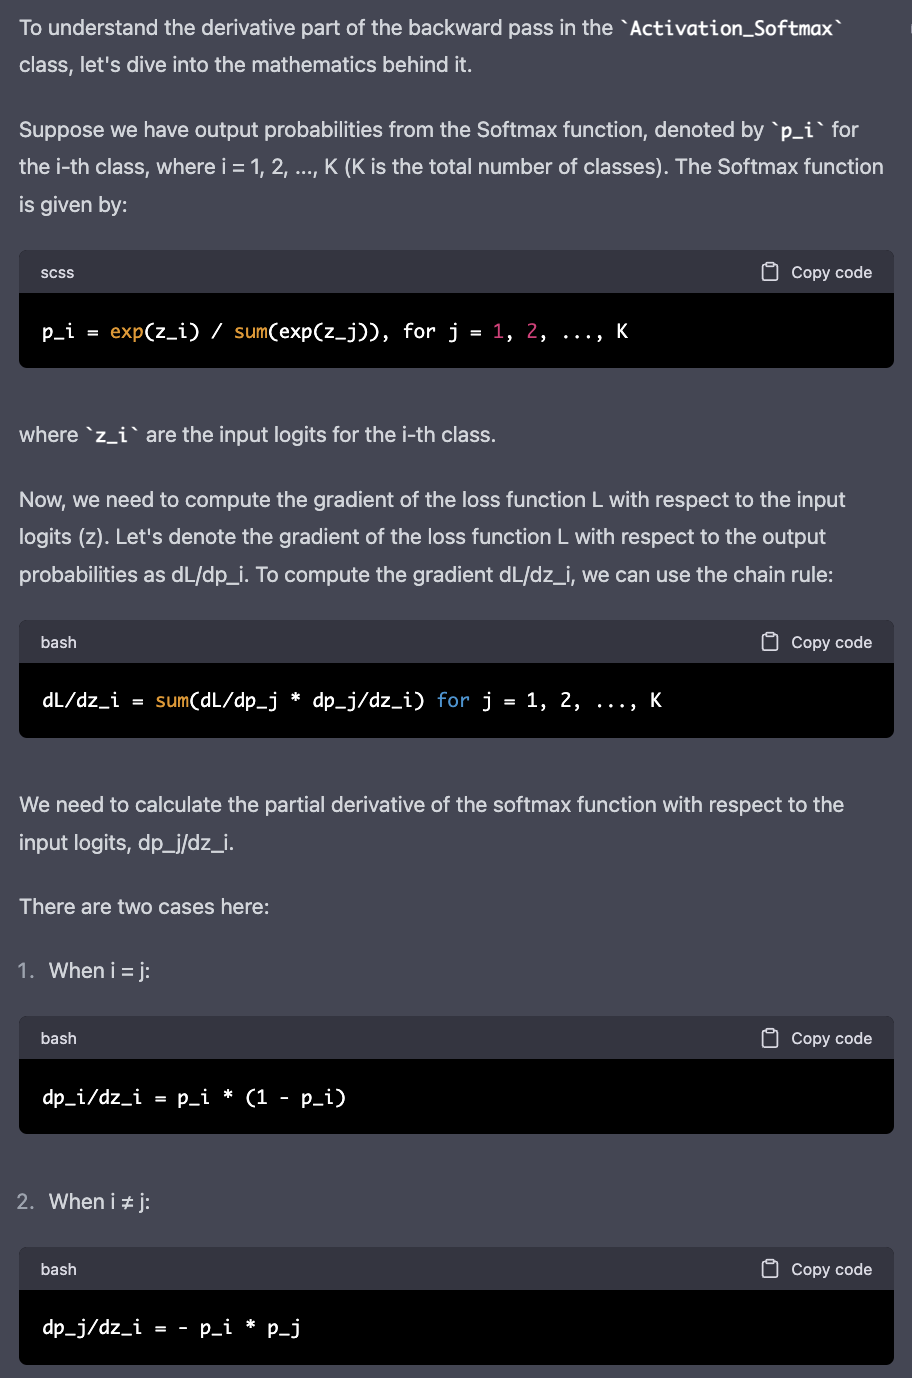 To understand the derivative part of the backward pass in the `Activation_Softmax`
class, let's dive into the mathematics behind it.
Suppose we have output probabilities from the Softmax function, denoted by `p_i` for
the i-th class, where i = 1, 2, ..., K (K is the total number of classes). The Softmax function
is given by:
scss Copy code
p_i = exp(z_i) / sum(exp(z_j)), for j = 1, 2, ..., K
where `z_i` are the input logits for the i-th class.
Now, we need to compute the gradient of the loss function L with respect to the input
logits (z). Let's denote the gradient of the loss function L with respect to the output
probabilities as dL/dp_i. To compute the gradient dL/dz_i, we can use the chain rule:
bash Copy code
dL/dz_i = sum(dL/dp_j * dp_j/dz_i) for j = 1, 2, ..., K
We need to calculate the partial derivative of the softmax function with respect to the
input logits, dp_j/dz_i.
There are two cases here:
1. When i = j:
bash Copy code
dp_i/dz_i = p_i * (1 - p_i)
2. When i ≠ j:
bash Copy code
dp_j/dz_i = - p_i * p_j